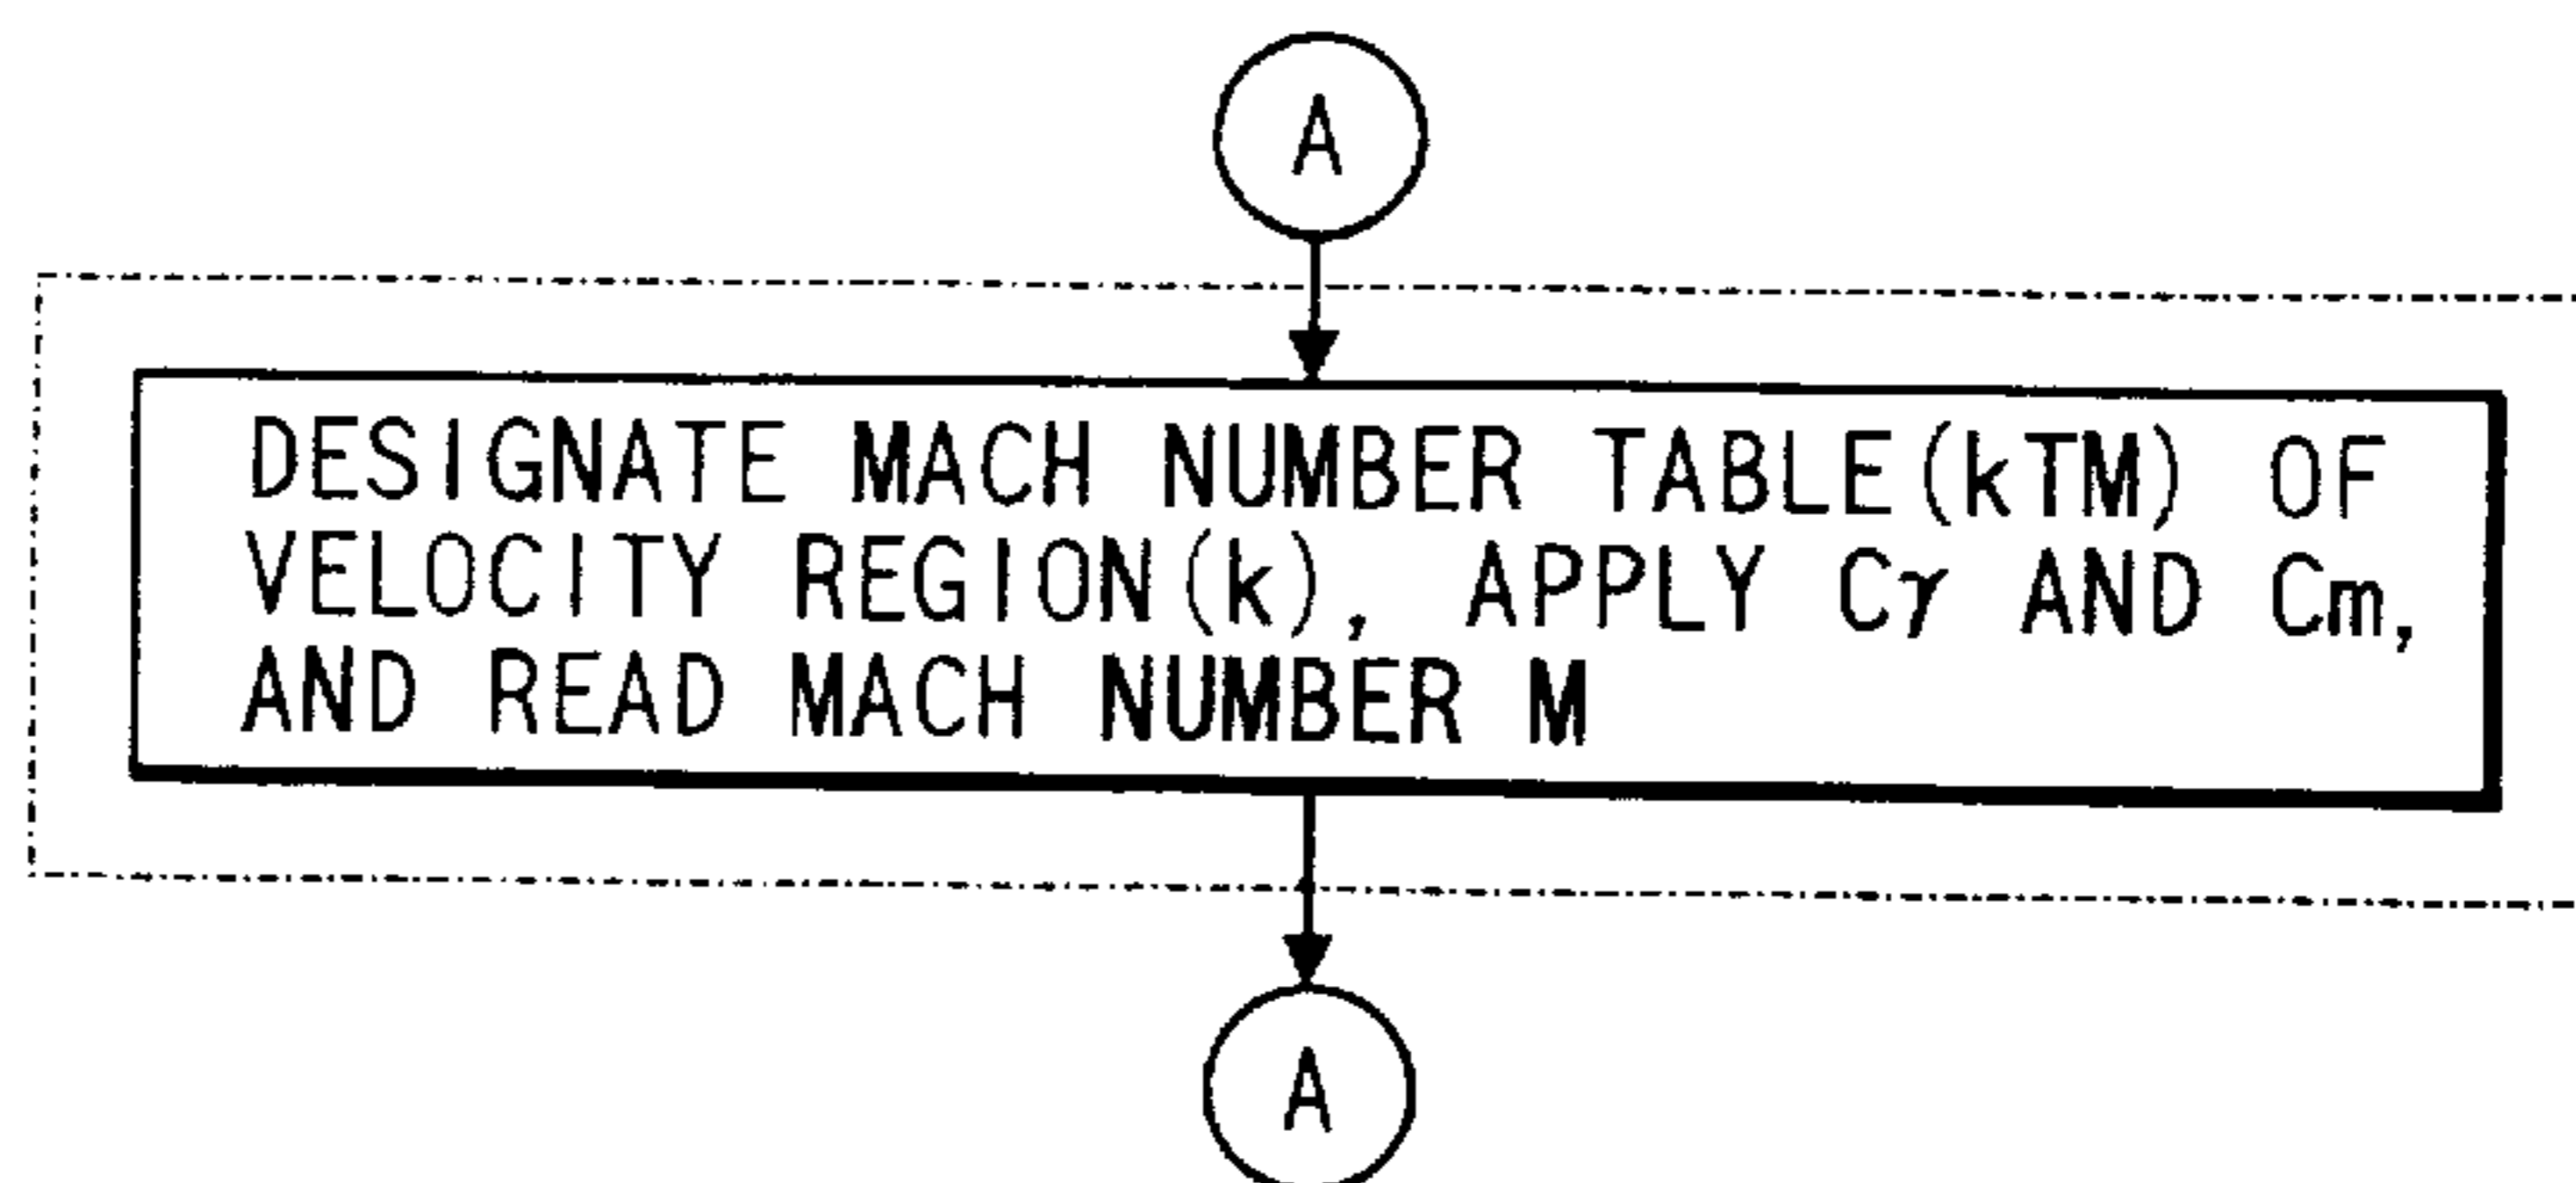 A
DESIGNATE MACH NUMBER TABLE(kTM) OF
VELOCITY REGION(k), APPLY Cγ AND Cm,
AND READ MACH NUMBER M
A